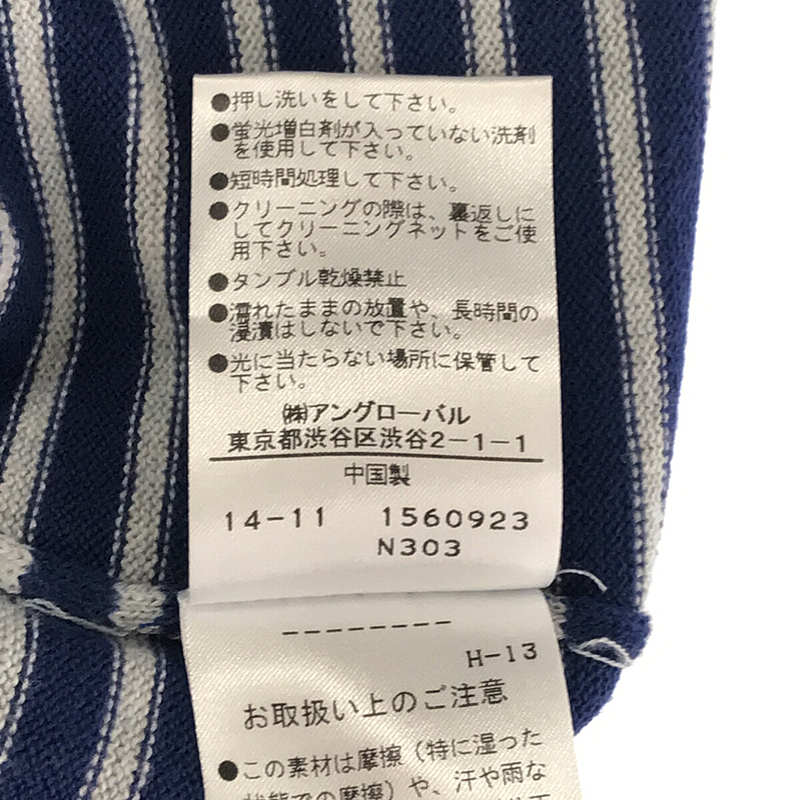 ●押し洗いをして下さい。
●蛍光増白剤が入っていない洗剤
を使用して下さい。
●短時間処理して下さい。
●クリーニングの際は、裏返しに
してクリーニングネットをご使
用下さい。
●タンブル乾燥禁止
●濡れたままの放置や、長時間の
浸漬はしないで下さい。
●光に当たらない場所に保管して
下さい。
㈱アングローバル
東京都渋谷区渋谷2-1-1
中国製
14-11 1560923
N303
--------
H-13
お取扱い上のご注意
●この素材は摩擦（特に湿った
状態での摩擦）や、汗や雨な